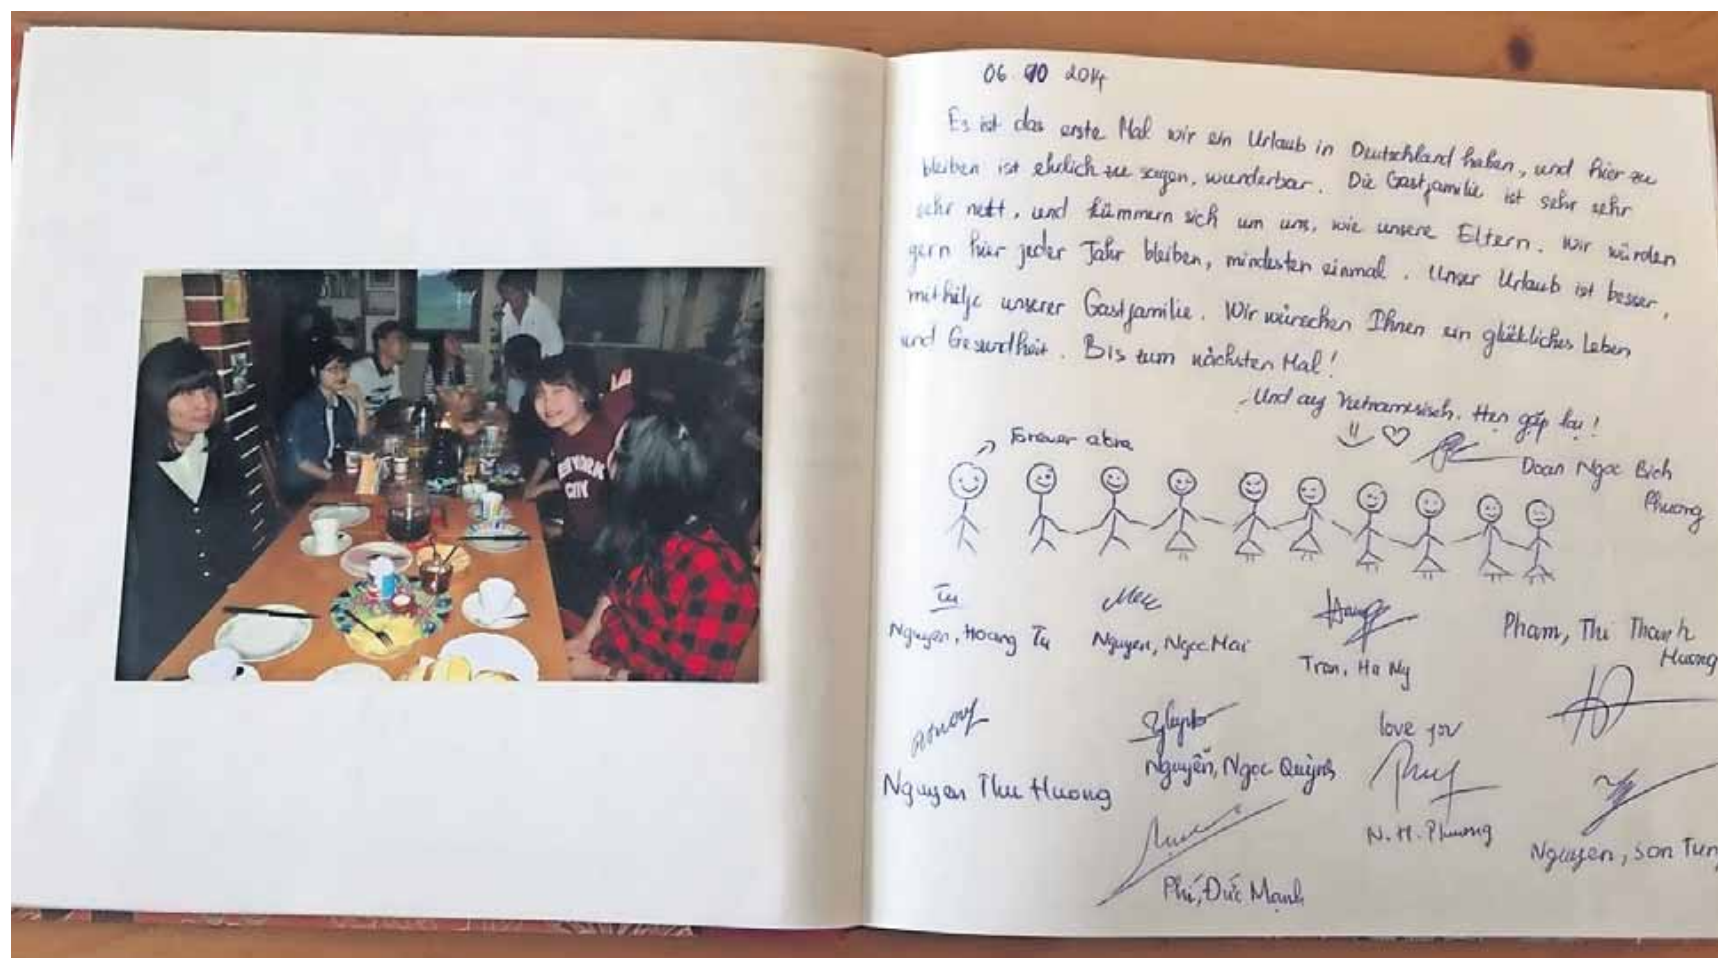 06 10 2014
Es ist das erste Mal wir ein Urlaub in Deutschland haben, und hier zu
bleiben ist ehrlich zu sagen, wunderbar. Die Gastfamilie ist sehr sehr
sehr nett, und kümmern sich um uns, wie unsere Eltern. Wir würden
gern hier jeder Jahr bleiben, mindesten einmal. Unser Urlaub ist besser,
mithilfe unserer Gastfamilie. Wir wünschen Ihnen ein glückliches Leben
und Gesundheit. Bis zum nächsten Mal!
Und auf Vietnamesisch. Hẹn gặp lại!
Forever alone
Doan Ngoc Bich
Phuong
Tu
Nguyen, Hoang Tu
Nguyen, Ngoc Mai
Tran, Ha My
Pham, Thi Thanh
Huong
Nguyen Thu Huong
Nguyễn, Ngọc Quỳnh
love you
N. H. Phuong
Nguyen, Son Tun
Phí, Đức Mạnh
NEW YORK
CITY